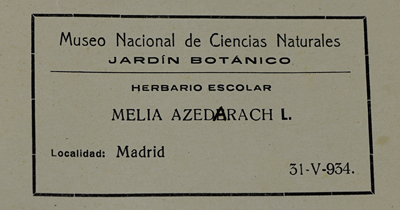 Museo Nacional de Ciencias Naturales
JARDÍN BOTÁNICO
HERBARIO ESCOLAR
MELIA AZEDARACH L.
Localidad: Madrid
31-V-934.